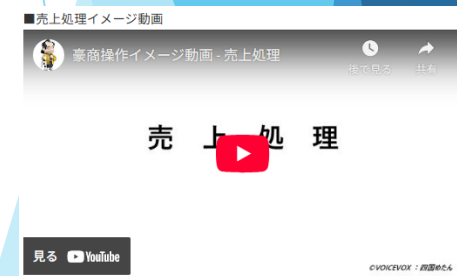 ■売上処理イメージ動画
豪商操作イメージ動画 - 売上処理
後で見る
共有
売上処理
見る YouTube
©VOICEVOX：四国めたん